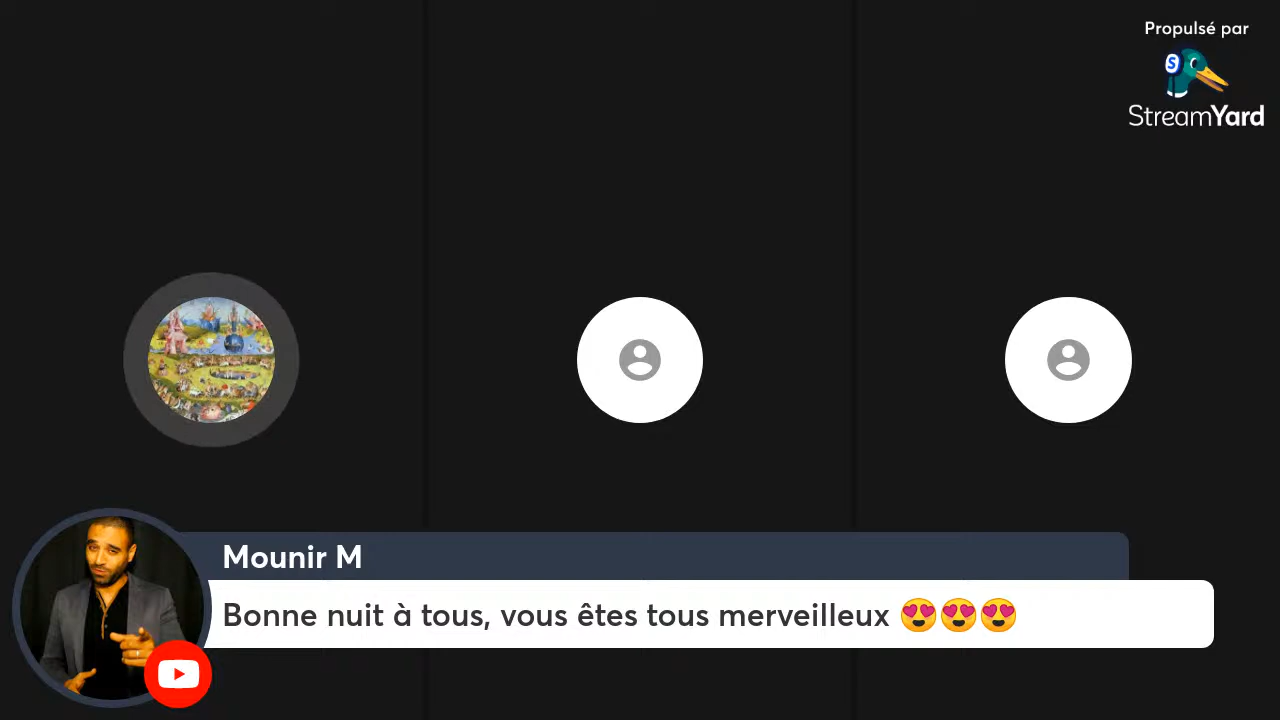 Propulsé par
S
StreamYard
Mounir M
Bonne nuit à tous, vous êtes tous merveilleux 😍😍😍